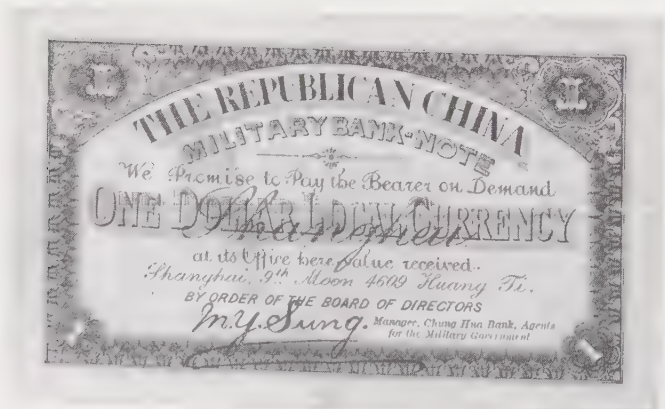 1 1
THE REPUBLICAN CHINA
MILITARY BANK-NOTE
We Promise to Pay the Bearer on Demand
ONE DOLLAR LOCAL CURRENCY
at its Office here, value received.
Shanghai, 9th Moon 4609 Huang Ti.
BY ORDER OF THE BOARD OF DIRECTORS
M.Y. Sung. Manager, Chung Hua Bank, Agents
for the Military Government